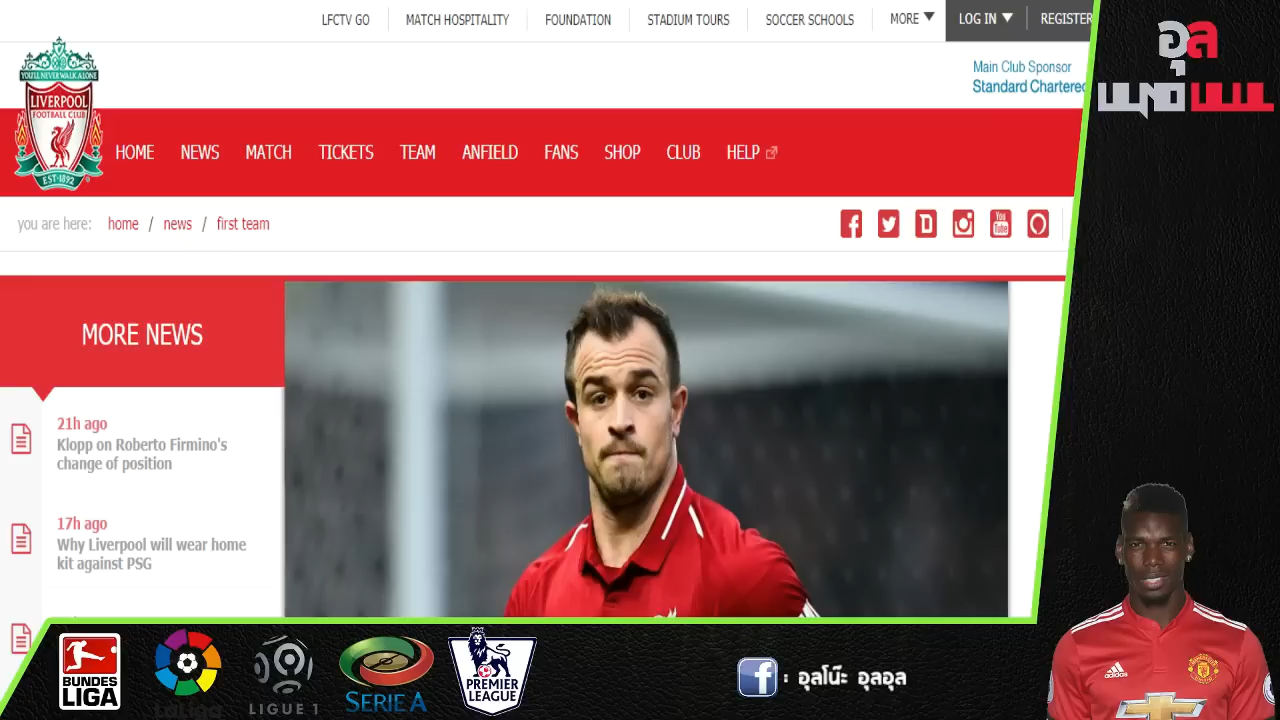 LFCTV GO
MATCH HOSPITALITY
FOUNDATION
STADIUM TOURS
SOCCER SCHOOLS
MORE
LOG IN
REGISTER
YOU'LL NEVER WALK ALONE
LIVERPOOL
FOOTBALL CLUB
EST·1892
Main Club Sponsor
Standard Chartered
HOME
NEWS
MATCH
TICKETS
TEAM
ANFIELD
FANS
SHOP
CLUB
HELP
you are here: home / news / first team
You
Tube
MORE NEWS
21h ago
Klopp on Roberto Firmino's
change of position
17h ago
Why Liverpool will wear home
kit against PSG
BUNDES
LIGA
LaLiga
LIGUE 1
SERIE A
PREMIER
LEAGUE
: อุลโน๊ะ อุลอุล
อุล
adidas